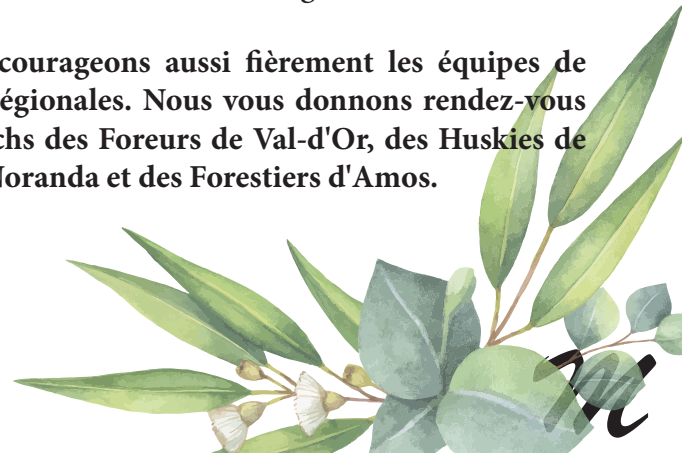 courageons aussi fièrement les équipes de
égionales. Nous vous donnons rendez-vous
chs des Foreurs de Val-d'Or, des Huskies de
Noranda et des Forestiers d'Amos.
n